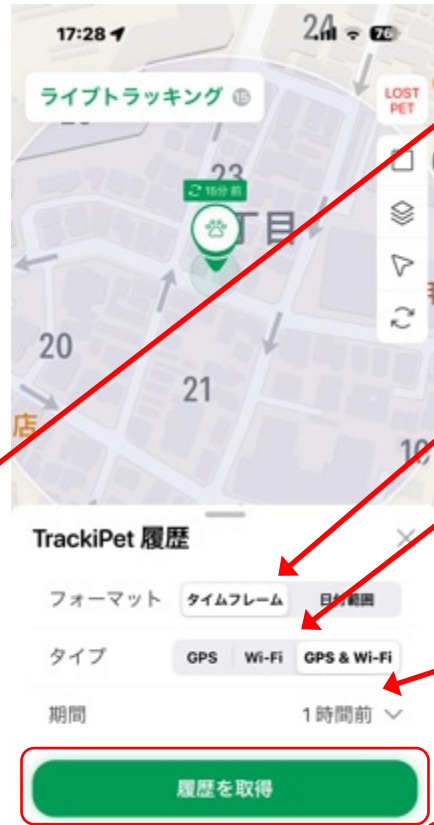 17:28
24
76
ライブトラッキング 15
LOST
PET
23
15分前
丁目
20
21
店
TrackiPet 履歴
フォーマット タイムフレーム 日付範囲
タイプ GPS Wi-Fi GPS & Wi-Fi
期間 1時間前
履歴を取得